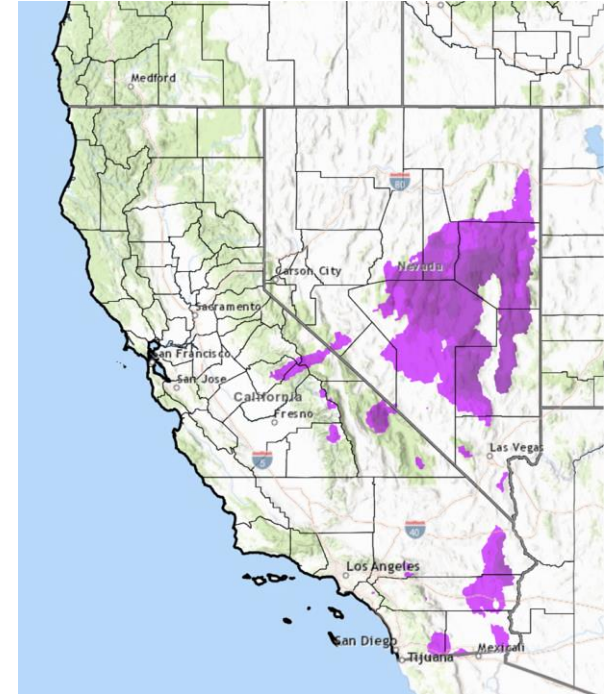 Medford
80
Carson City
Nevada
Sacramento
San Francisco
San Jose
California
Fresno
5
Las Vegas
40
Los Angeles
San Diego
Tijuana
Mexicali